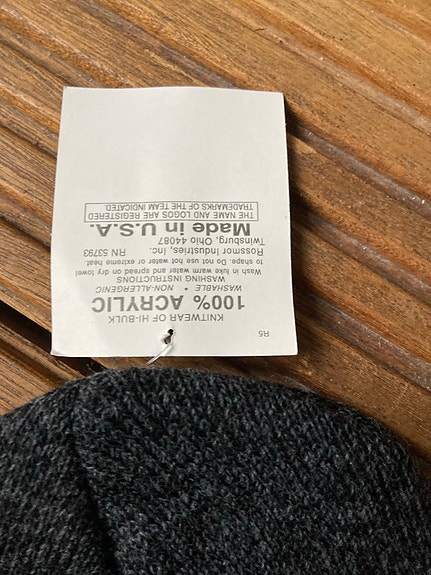 R5
KNITWEAR OF HI-BULK
100% ACRYLIC
WASHABLE • NON-ALLERGENIC
WASHING INSTRUCTIONS
Wash in luke warm water and spread on dry towel
to shape. Do not use hot water or extreme heat.
Rossmor Industries, Inc. RN 53793
Twinsburg, Ohio 44087
Made in U.S.A.
THE NAME AND LOGOS ARE REGISTERED
TRADEMARKS OF THE TEAM INDICATED.